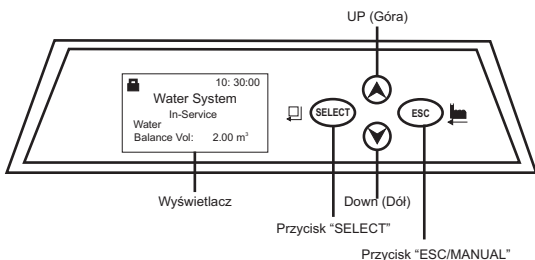 UP (Góra)
10: 30:00
Water System
In-Service
Water
Balance Vol: 2.00 m³
SELECT
ESC
Wyświetlacz
Down (Dół)
Przycisk “SELECT”
Przycisk “ESC/MANUAL”